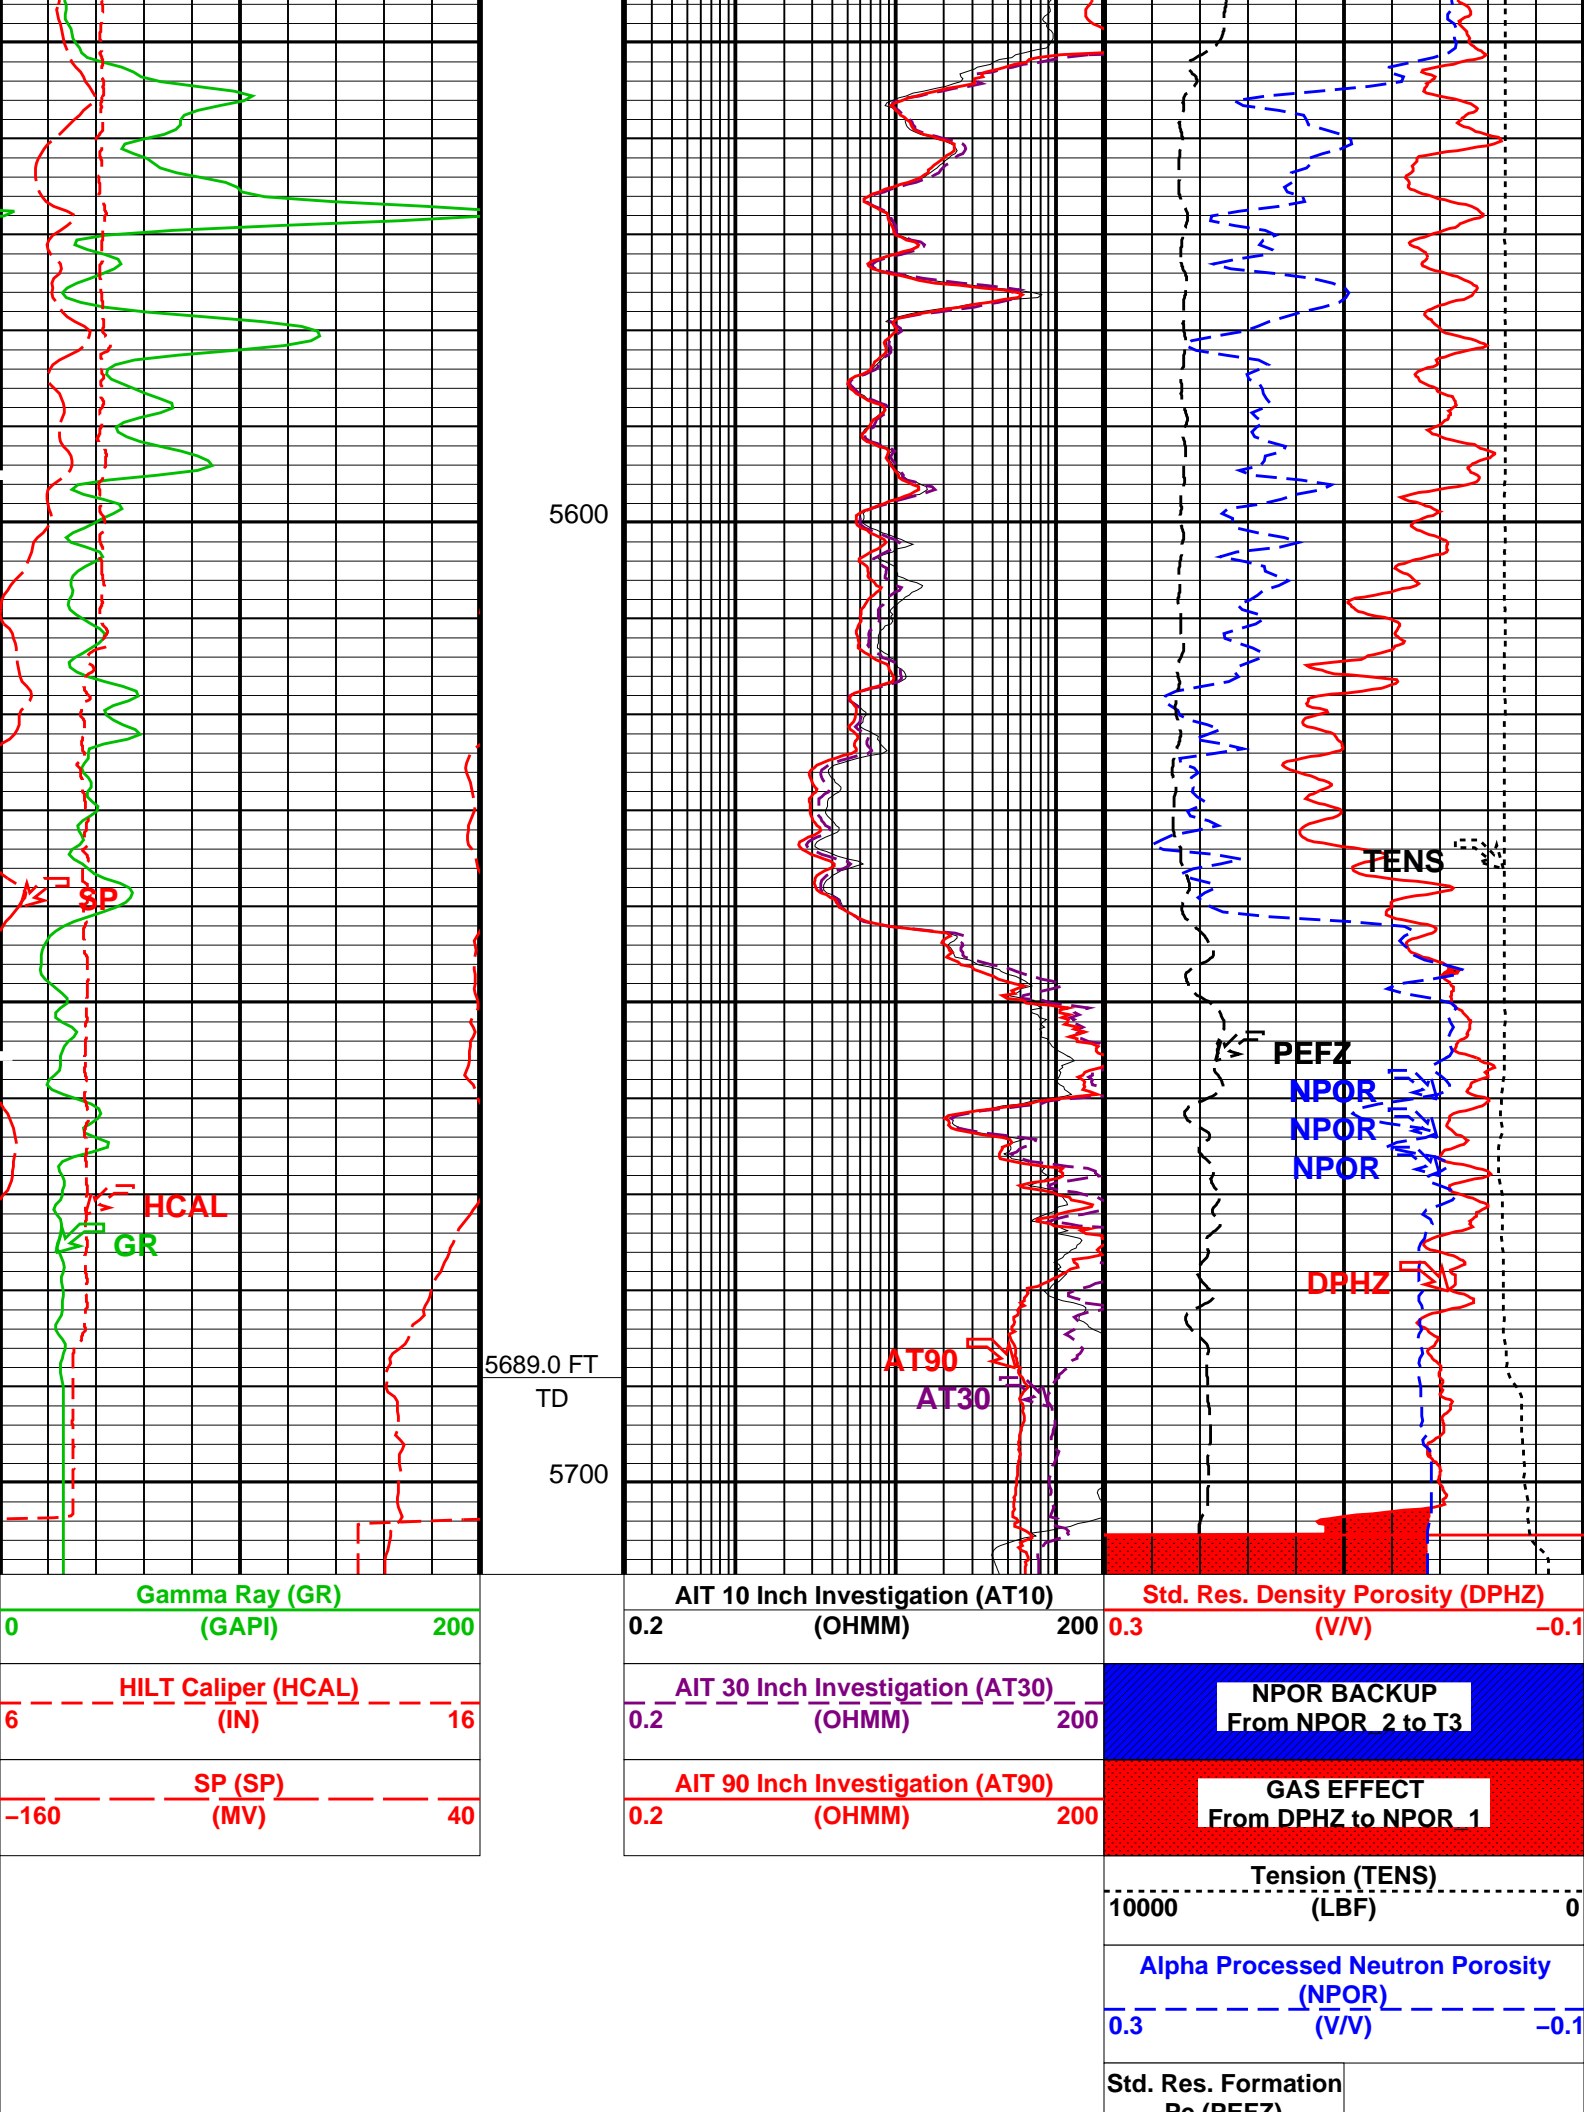 5600
TENS
SP
PEFZ
NPOR
NPOR
NPOR
HCAL
GR
DPHZ
5689.0 FT
AT90
TD
AT30
5700
Gamma Ray (GR)
0 (GAPI) 200
HILT Caliper (HCAL)
6 (IN) 16
SP (SP)
−160 (MV) 40
AIT 10 Inch Investigation (AT10)
0.2 (OHMM) 200
AIT 30 Inch Investigation (AT30)
0.2 (OHMM) 200
AIT 90 Inch Investigation (AT90)
0.2 (OHMM) 200
Std. Res. Density Porosity (DPHZ)
0.3 (V/V) −0.1
NPOR BACKUP
From NPOR_2 to T3
GAS EFFECT
From DPHZ to NPOR_1
Tension (TENS)
10000 (LBF) 0
Alpha Processed Neutron Porosity
(NPOR)
0.3 (V/V) −0.1
Std. Res. Formation
Pe (PEFZ)